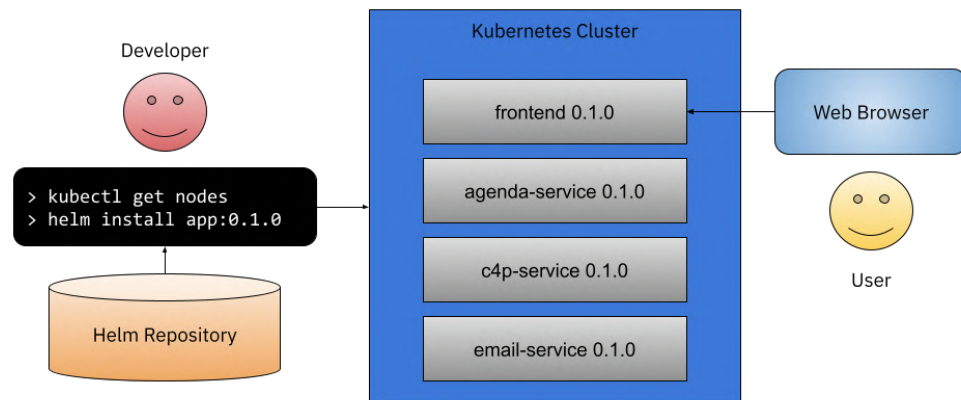 Developer
> kubectl get nodes
> helm install app:0.1.0
Helm Repository
Kubernetes Cluster
frontend 0.1.0
agenda-service 0.1.0
c4p-service 0.1.0
email-service 0.1.0
Web Browser
User